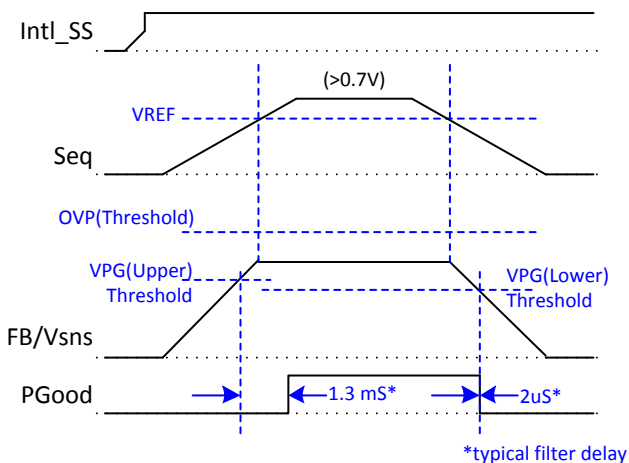 Intl_SS
(>0.7V)
VREF
Seq
OVP(Threshold)
VPG(Upper)
Threshold
VPG(Lower)
Threshold
FB/Vsns
PGood
1.3 mS*
2uS*
*typical filter delay